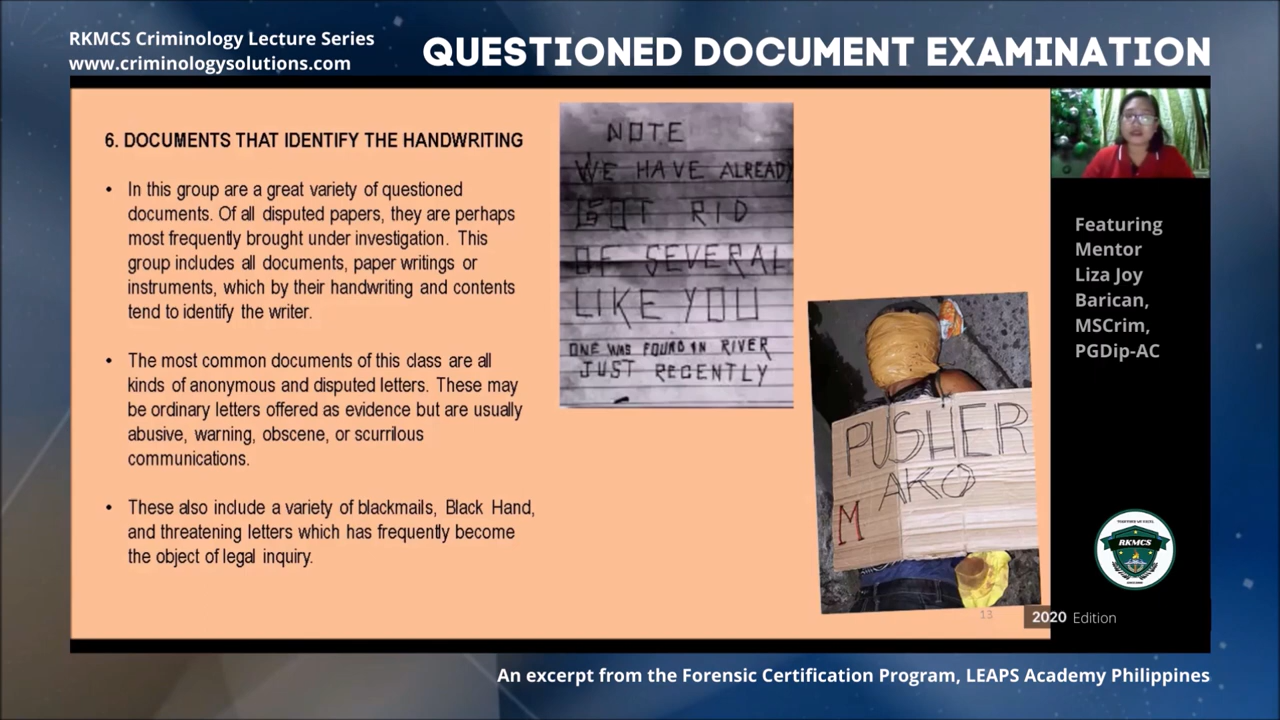 RKMCS Criminology Lecture Series
www.criminologysolutions.com
QUESTIONED DOCUMENT EXAMINATION
6. DOCUMENTS THAT IDENTIFY THE HANDWRITING
• In this group are a great variety of questioned
documents. Of all disputed papers, they are perhaps
most frequently brought under investigation. This
group includes all documents, paper writings or
instruments, which by their handwriting and contents
tend to identify the writer.
• The most common documents of this class are all
kinds of anonymous and disputed letters. These may
be ordinary letters offered as evidence but are usually
abusive, warning, obscene, or scurrilous
communications.
• These also include a variety of blackmails, Black Hand,
and threatening letters which has frequently become
the object of legal inquiry.
NOTE
WE HAVE ALREADY
GOT RID
OF SEVERAL
LIKE YOU
ONE WAS FOUND IN RIVER
JUST RECENTLY
PUSHER
AKO
M
13
Featuring
Mentor
Liza Joy
Barican,
MSCrim,
PGDip-AC
RKMCS
2020 Edition
An excerpt from the Forensic Certification Program, LEAPS Academy Philippines